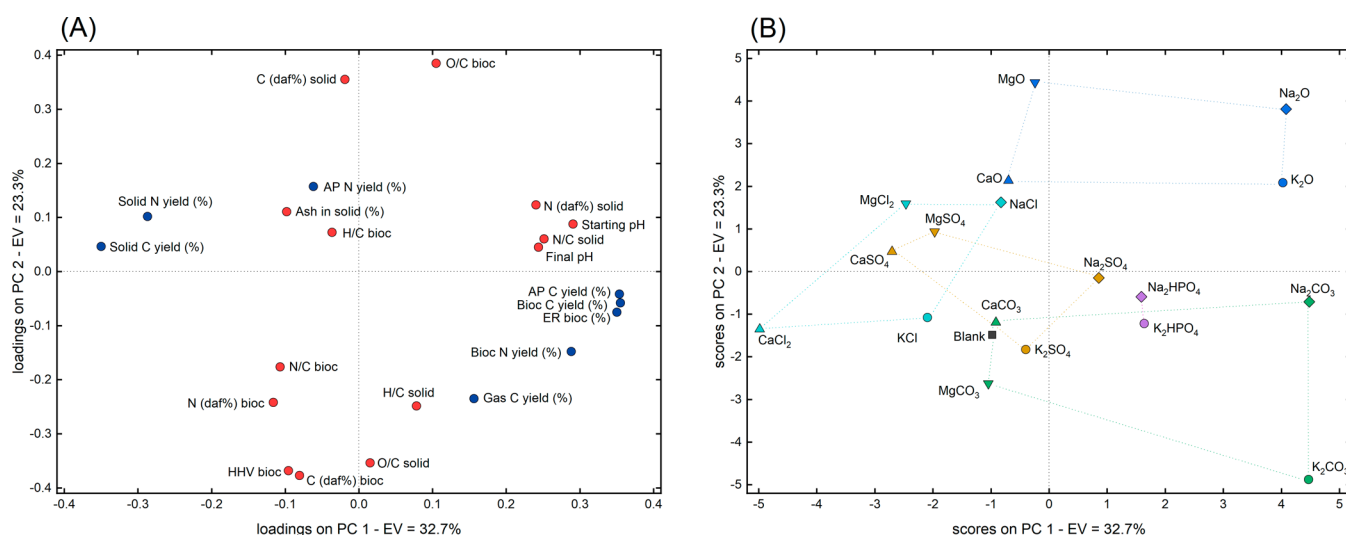 (A)
0.4
0.3
0.2
0.1
0.0
-0.1
-0.2
-0.3
-0.4
loadings on PC 2 - EV = 23.3%
O/C bioc
C (daf%) solid
AP N yield (%)
Solid N yield (%)
Ash in solid (%)
N (daf%) solid
Starting pH
H/C bioc
N/C solid
Solid C yield (%)
Final pH
AP C yield (%)
Bioc C yield (%)
ER bioc (%)
Bioc N yield (%)
N/C bioc
H/C solid
N (daf%) bioc
Gas C yield (%)
O/C solid
HHV bioc
C (daf%) bioc
-0.4 -0.3 -0.2 -0.1 0.0 0.1 0.2 0.3 0.4
loadings on PC 1 - EV = 32.7%
(B)
5
4
3
2
1
0
-1
-2
-3
-4
-5
scores on PC 2 - EV = 23.3%
MgO
Na₂O
CaO
K₂O
MgCl₂
NaCl
MgSO₄
CaSO₄
Na₂SO₄
Na₂HPO₄
Na₂CO₃
CaCO₃
CaCl₂
KCl
Blank
K₂HPO₄
K₂SO₄
MgCO₃
K₂CO₃
-5 -4 -3 -2 -1 0 1 2 3 4 5
scores on PC 1 - EV = 32.7%